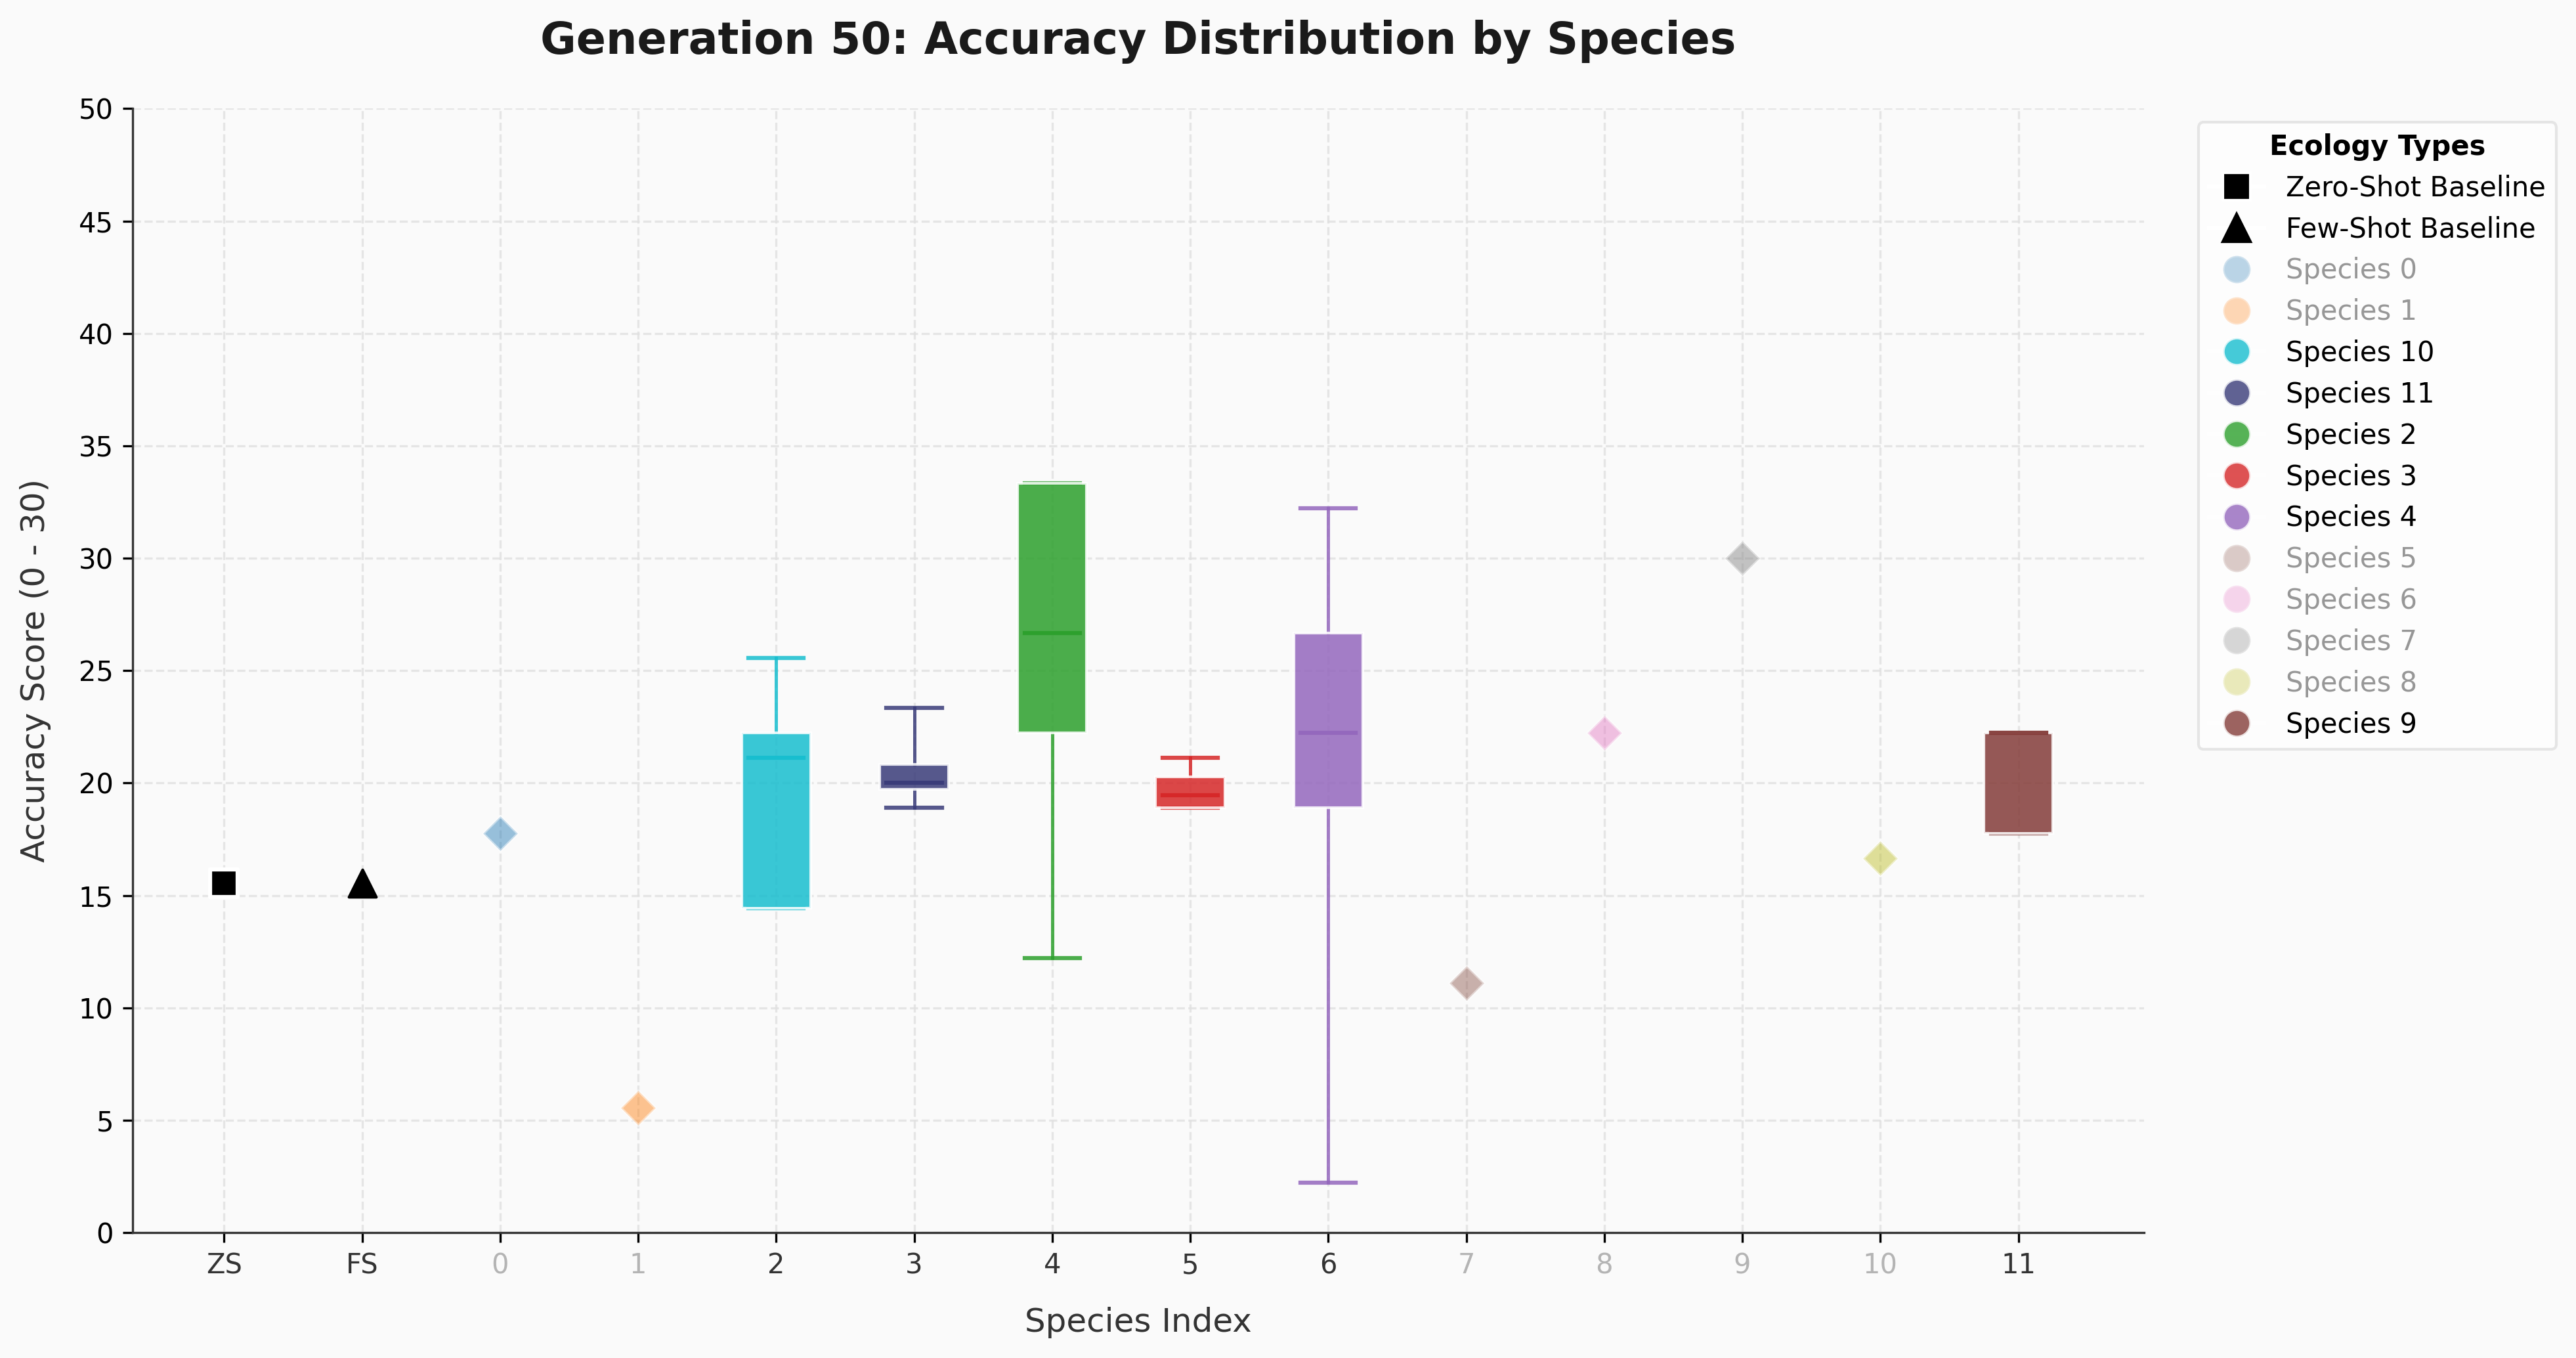 Generation 50: Accuracy Distribution by Species
Accuracy Score (0 - 30)
50
45
40
35
30
25
20
15
10
5
0
ZS FS 0 1 2 3 4 5 6 7 8 9 10 11
Species Index
Ecology Types
Zero-Shot Baseline
Few-Shot Baseline
Species 0
Species 1
Species 10
Species 11
Species 2
Species 3
Species 4
Species 5
Species 6
Species 7
Species 8
Species 9